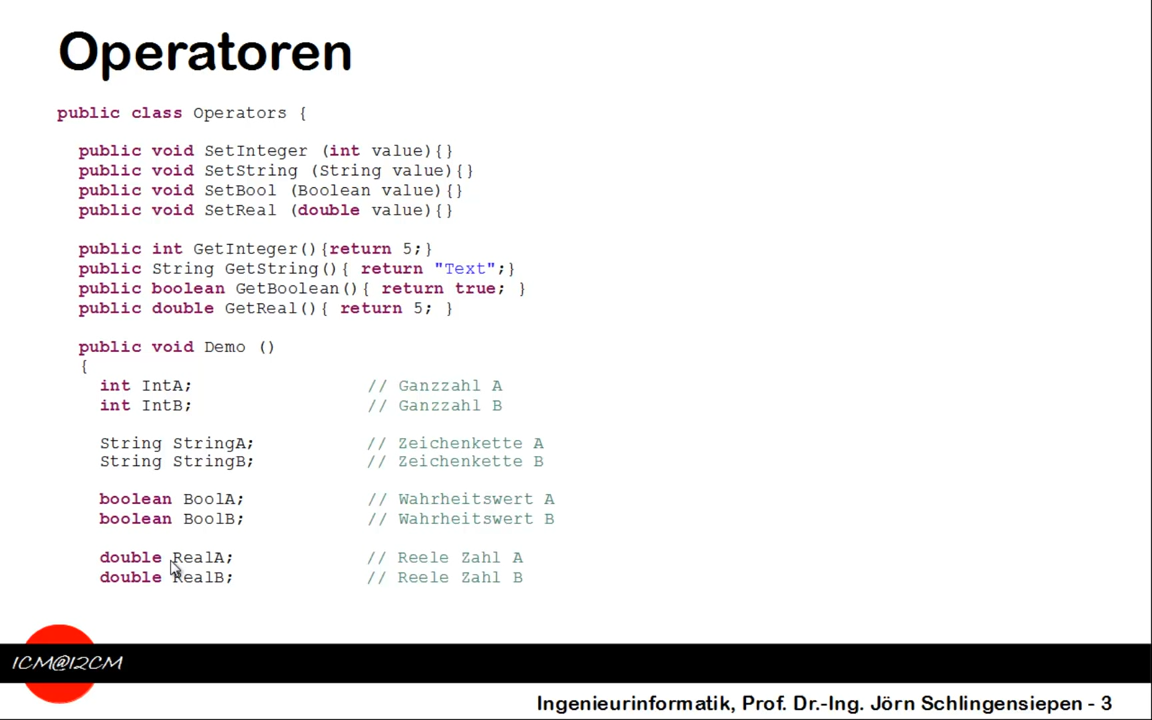 Operatoren
public class Operators {
public void SetInteger (int value){}
public void SetString (String value){}
public void SetBool (Boolean value){}
public void SetReal (double value){}
public int GetInteger(){return 5;}
public String GetString(){ return "Text";}
public boolean GetBoolean(){ return true; }
public double GetReal(){ return 5; }
public void Demo ()
{
int IntA; // Ganzzahl A
int IntB; // Ganzzahl B
String StringA; // Zeichenkette A
String StringB; // Zeichenkette B
boolean BoolA; // Wahrheitswert A
boolean BoolB; // Wahrheitswert B
double RealA; // Reele Zahl A
double RealB; // Reele Zahl B
1CM@12CM
Ingenieurinformatik, Prof. Dr.-Ing. Jörn Schlingensiepen - 3